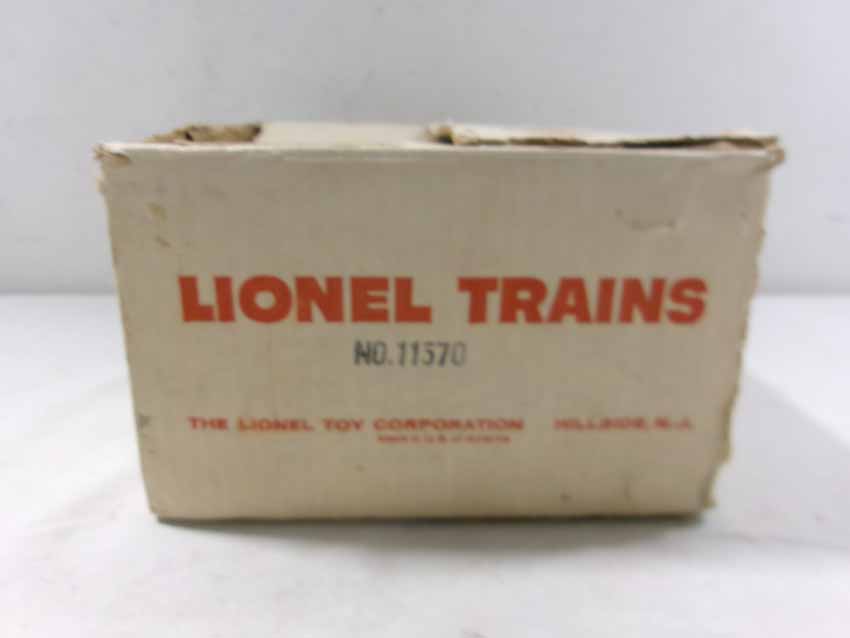 LIONEL TRAINS
NO.11570
THE LIONEL TOY CORPORATION HILLSIDE, N.J.